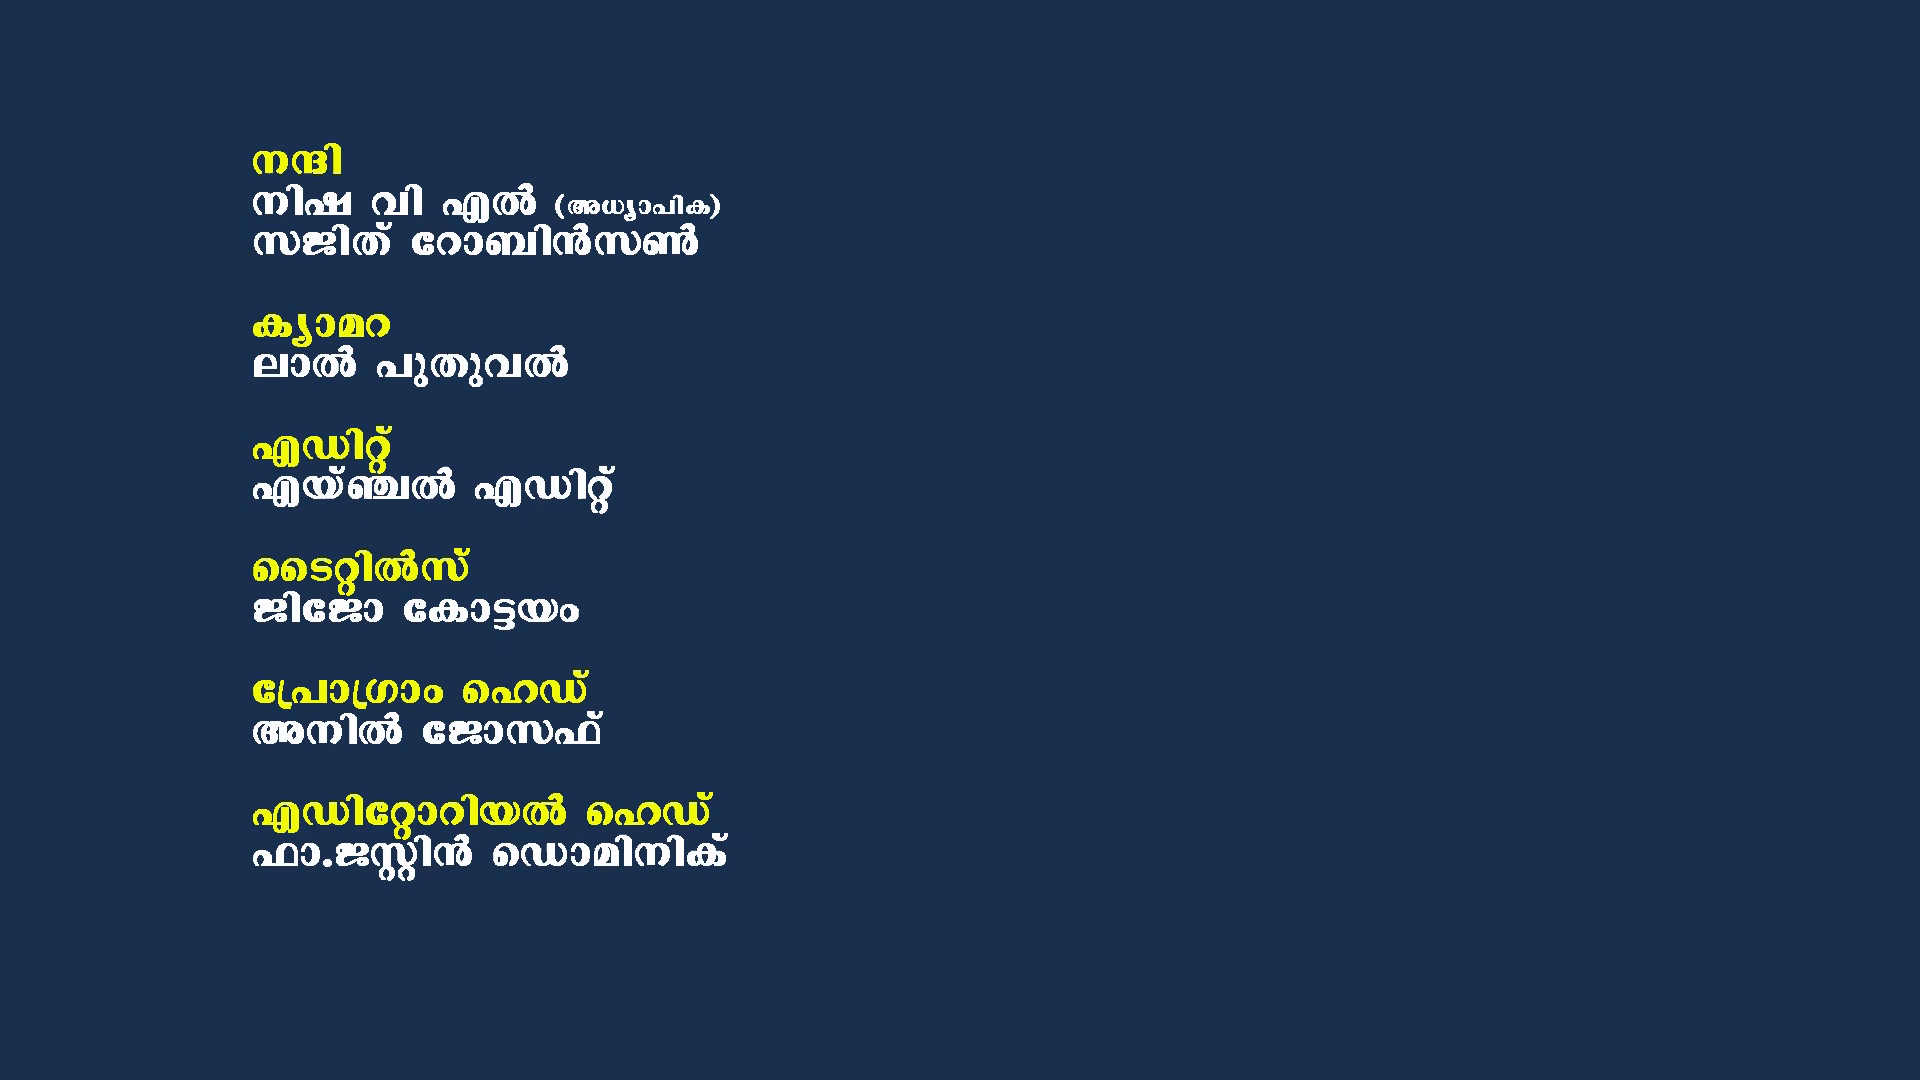 നന്ദി
നിഷ വി എൽ (അധ്യാപിക)
സജിത് റോബിൻസൺ
ക്യാമറ
ലാൽ പുതുവൽ
എഡിറ്റ്
എയ്ഞ്ചൽ എഡിറ്റ്
ടൈറ്റിൽസ്
ജിജോ കോട്ടയം
പ്രോഗ്രാം ഹെഡ്
അനിൽ ജോസഫ്
എഡിറ്റോറിയൽ ഹെഡ്
ഫാ.ജസ്റ്റിൻ ഡൊമിനിക്